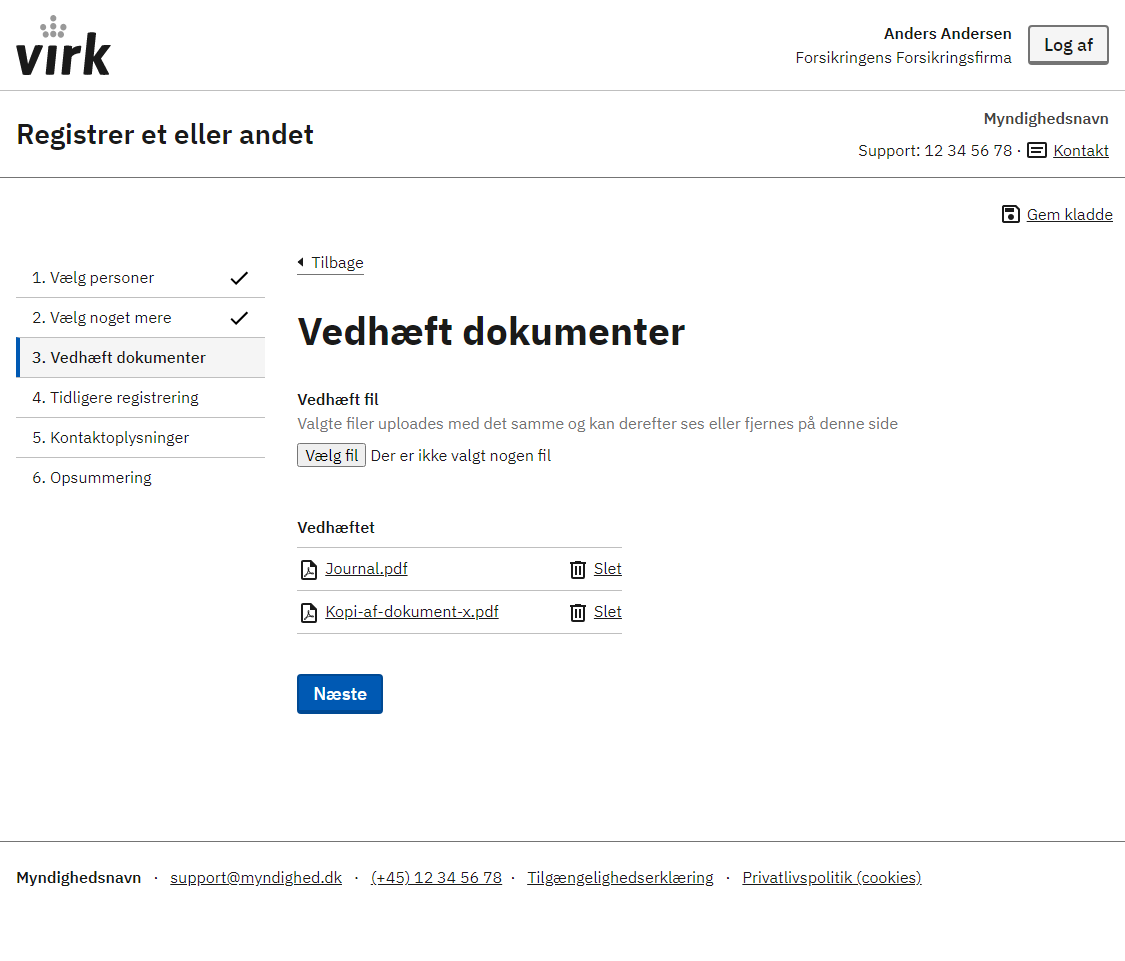 virk
Anders Andersen
Forsikringens Forsikringsfirma
Log af
Registrer et eller andet
Myndighedsnavn
Support: 12 34 56 78 · Kontakt
Gem kladde
1. Vælg personer
2. Vælg noget mere
3. Vedhæft dokumenter
4. Tidligere registrering
5. Kontaktoplysninger
6. Opsummering
Tilbage
Vedhæft dokumenter
Vedhæft fil
Valgte filer uploades med det samme og kan derefter ses eller fjernes på denne side
Vælg fil Der er ikke valgt nogen fil
Vedhæftet
Journal.pdf Slet
Kopi-af-dokument-x.pdf Slet
Næste
Myndighedsnavn · support@myndighed.dk · (+45) 12 34 56 78 · Tilgængelighedserklæring · Privatlivspolitik (cookies)